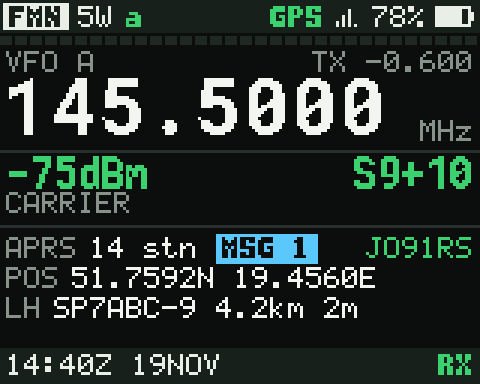 FMN 5W a GPS 78%
VFO A TX -0.600
145.5000 MHz
-75dBm S9+10
CARRIER
APRS 14 stn MSG 1 JO91RS
POS 51.7592N 19.4560E
LH SP7ABC-9 4.2km 2m
14:40Z 19NOV RX